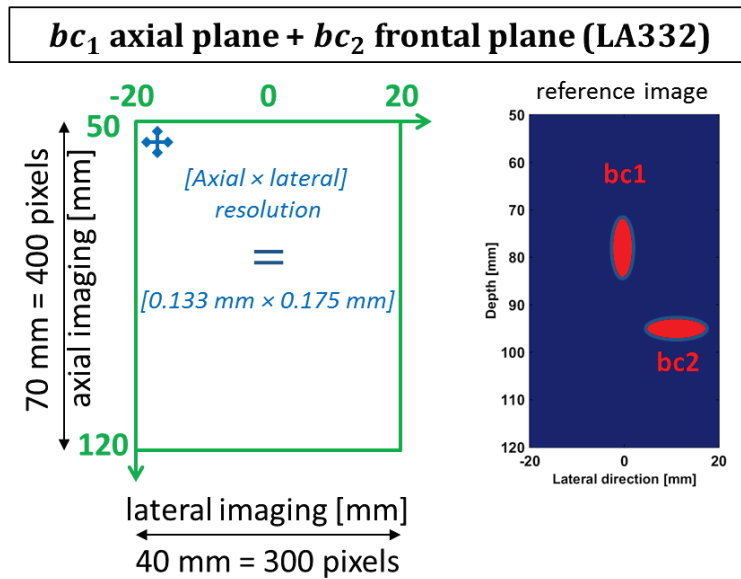 bc₁ axial plane + bc₂ frontal plane (LA332)
-20 0 20
50
120
70 mm = 400 pixels
axial imaging [mm]
[Axial × lateral]
resolution
=
[0.133 mm × 0.175 mm]
lateral imaging [mm]
40 mm = 300 pixels
reference image
50
60
70
80
90
100
110
120
Depth [mm]
bc1
bc2
-20 0 20
Lateral direction [mm]